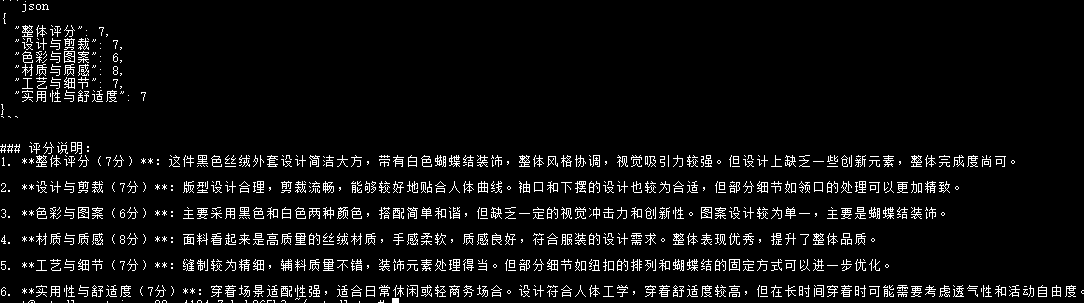 ```json
{
  "整体评分": 7,
  "设计与剪裁": 7,
  "色彩与图案": 6,
  "材质与质感": 8,
  "工艺与细节": 7,
  "实用性与舒适度": 7
}
```
### 评分说明:
1. **整体评分（7分）**: 这件黑色丝绒外套设计简洁大方，带有白色蝴蝶结装饰，整体风格协调，视觉吸引力较强。但设计上缺乏一些创新元素，整体完成度尚可。
2. **设计与剪裁（7分）**: 版型设计合理，剪裁流畅，能够较好地贴合人体曲线。袖口和下摆的设计也较为合适，但部分细节如领口的处理可以更加精致。
3. **色彩与图案（6分）**: 主要采用黑色和白色两种颜色，搭配简单和谐，但缺乏一定的视觉冲击力和创新性。图案设计较为单一，主要是蝴蝶结装饰。
4. **材质与质感（8分）**: 面料看起来是高质量的丝绒材质，手感柔软，质感良好，符合服装的设计需求。整体表现优秀，提升了整体品质。
5. **工艺与细节（7分）**: 缝制较为精细，辅料质量不错，装饰元素处理得当。但部分细节如纽扣的排列和蝴蝶结的固定方式可以进一步优化。
6. **实用性与舒适度（7分）**: 穿着场景适配性强，适合日常休闲或轻商务场合。设计符合人体工学，穿着舒适度较高，但在长时间穿着时可能需要考虑透气性和活动自由度。